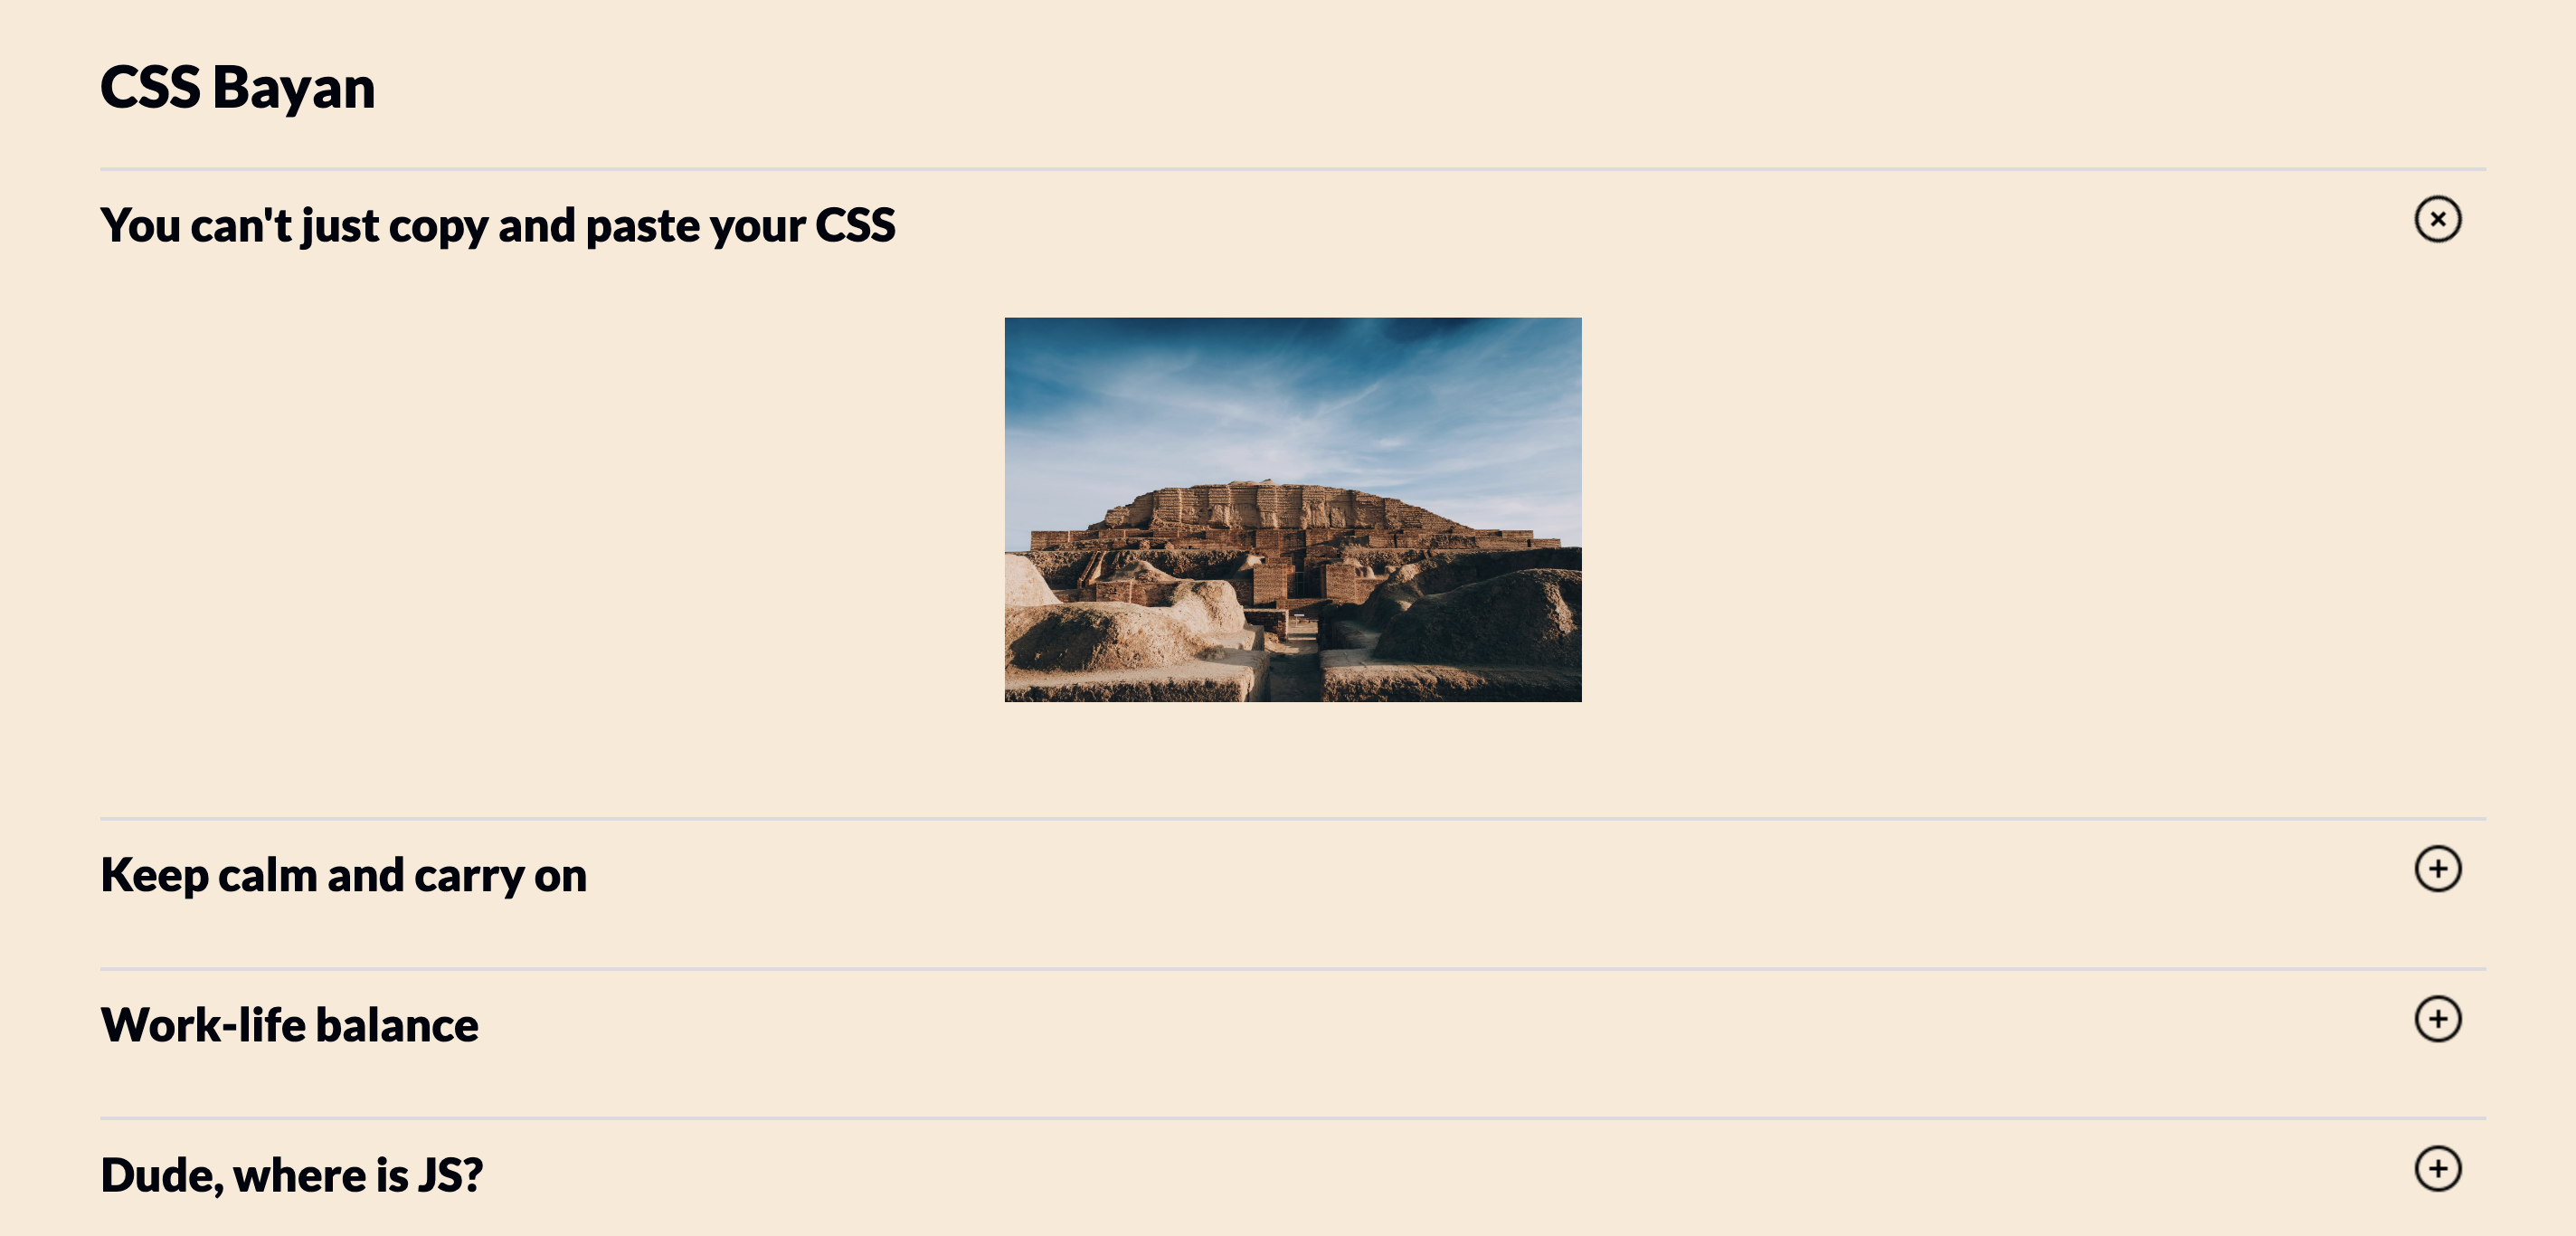 CSS Bayan
You can't just copy and paste your CSS
Keep calm and carry on
Work-life balance
Dude, where is JS?